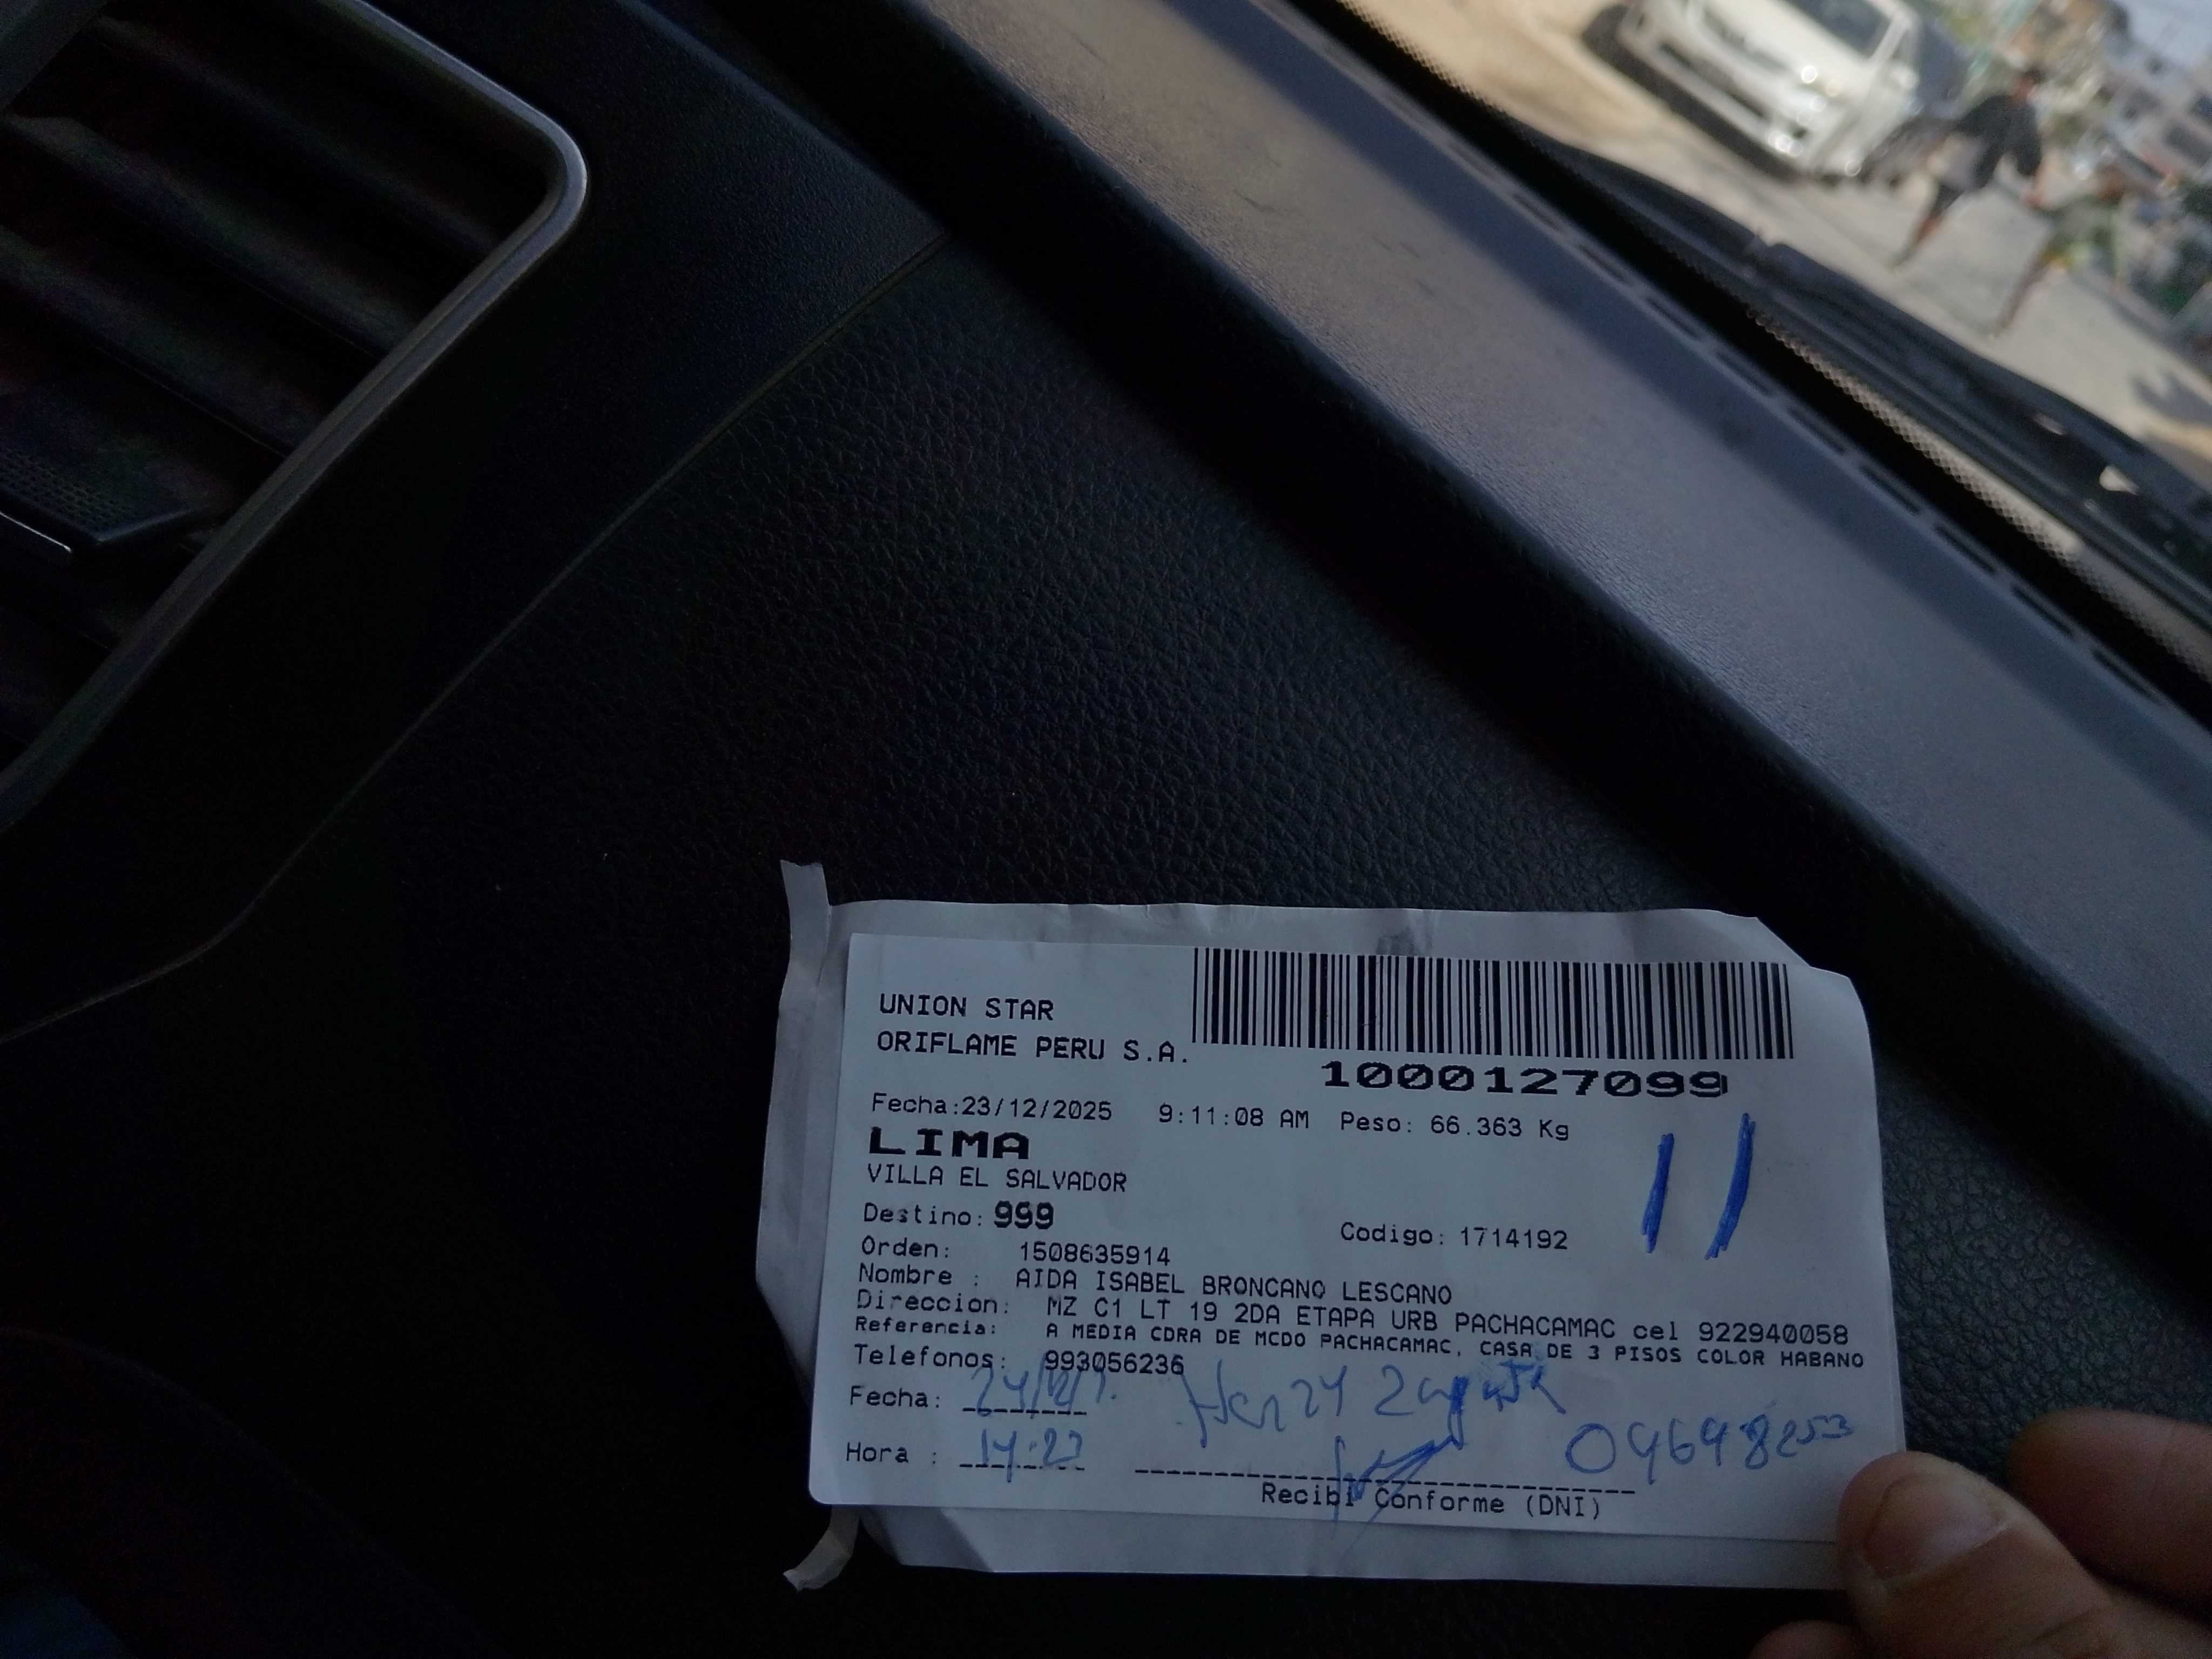 UNION STAR
ORIFLAME PERU S.A.
1000127099
Fecha:23/12/2025 9:11:08 AM Peso: 66.363 Kg
LIMA
11
VILLA EL SALVADOR
Destino: 999
Codigo: 1714192
Orden: 1508635914
Nombre : AIDA ISABEL BRONCANO LESCANO
Direccion: MZ C1 LT 19 2DA ETAPA URB PACHACAMAC cel 922940058
Referencia: A MEDIA CDRA DE MCDO PACHACAMAC, CASA DE 3 PISOS COLOR HABANO
Telefonos: 993056236
Fecha:
Hora :
Recibi Conforme (DNI)